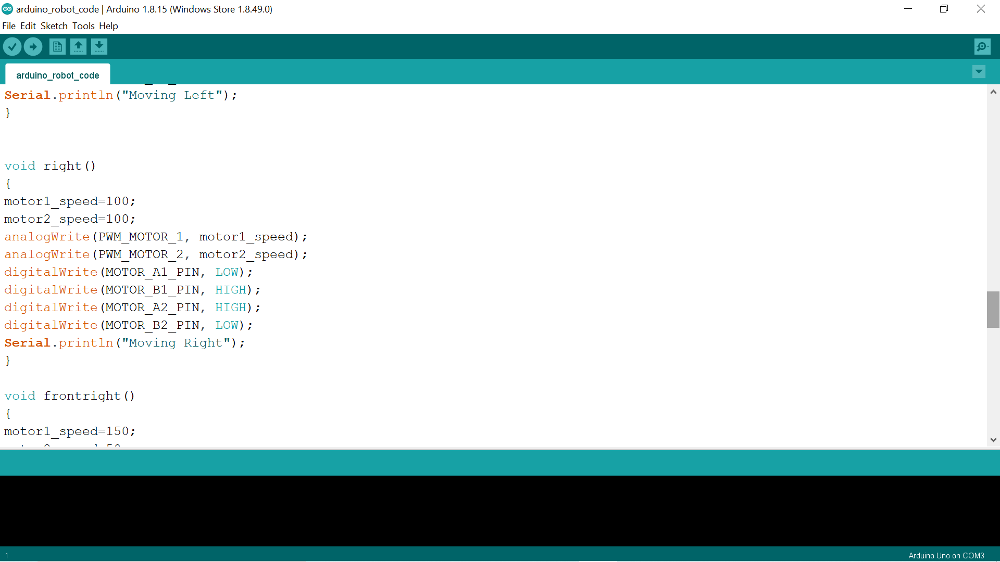 arduino_robot_code | Arduino 1.8.15 (Windows Store 1.8.49.0)
File Edit Sketch Tools Help
arduino_robot_code
Serial.println("Moving Left");
}
void right()
{
motor1_speed=100;
motor2_speed=100;
analogWrite(PWM_MOTOR_1, motor1_speed);
analogWrite(PWM_MOTOR_2, motor2_speed);
digitalWrite(MOTOR_A1_PIN, LOW);
digitalWrite(MOTOR_B1_PIN, HIGH);
digitalWrite(MOTOR_A2_PIN, HIGH);
digitalWrite(MOTOR_B2_PIN, LOW);
Serial.println("Moving Right");
}
void frontright()
{
motor1_speed=150;
1
Arduino Uno on COM3